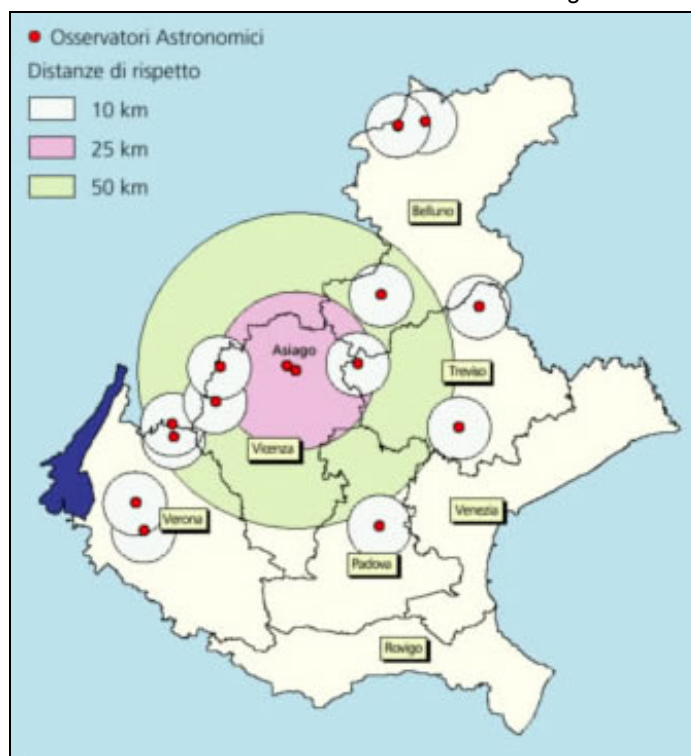 Osservatori Astronomici
Distanze di rispetto
10 km
25 km
50 km
Belluno
Asiago
Treviso
Vicenza
Verona
Venezia
Padova
Rovigo